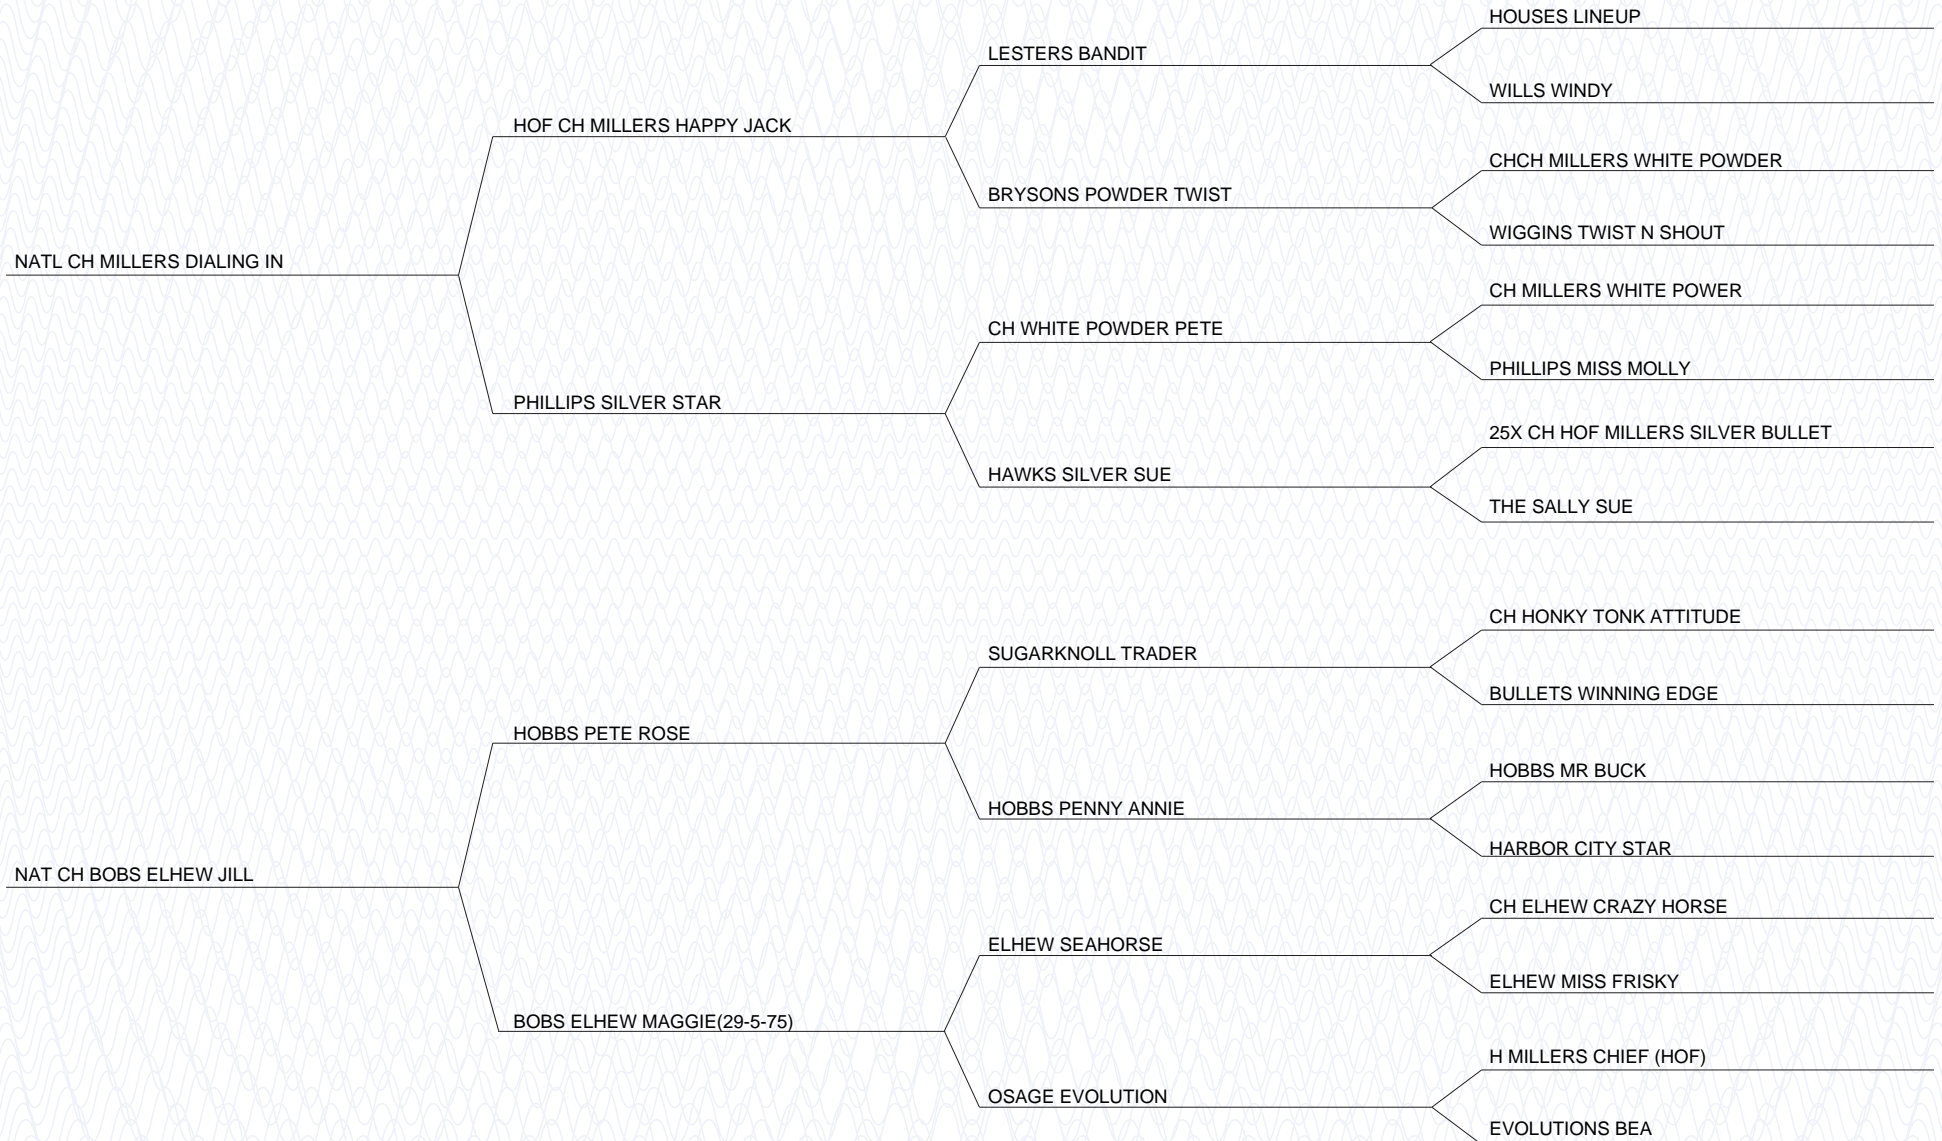 HOUSES LINEUP
LESTERS BANDIT
WILLS WINDY
HOF CH MILLERS HAPPY JACK
CHCH MILLERS WHITE POWDER
BRYSONS POWDER TWIST
WIGGINS TWIST N SHOUT
NATL CH MILLERS DIALING IN
CH MILLERS WHITE POWER
CH WHITE POWDER PETE
PHILLIPS MISS MOLLY
PHILLIPS SILVER STAR
25X CH HOF MILLERS SILVER BULLET
HAWKS SILVER SUE
THE SALLY SUE
CH HONKY TONK ATTITUDE
SUGARKNOLL TRADER
BULLETS WINNING EDGE
HOBBS PETE ROSE
HOBBS MR BUCK
HOBBS PENNY ANNIE
HARBOR CITY STAR
NAT CH BOBS ELHEW JILL
CH ELHEW CRAZY HORSE
ELHEW SEAHORSE
ELHEW MISS FRISKY
BOBS ELHEW MAGGIE(29-5-75)
H MILLERS CHIEF (HOF)
OSAGE EVOLUTION
EVOLUTIONS BEA